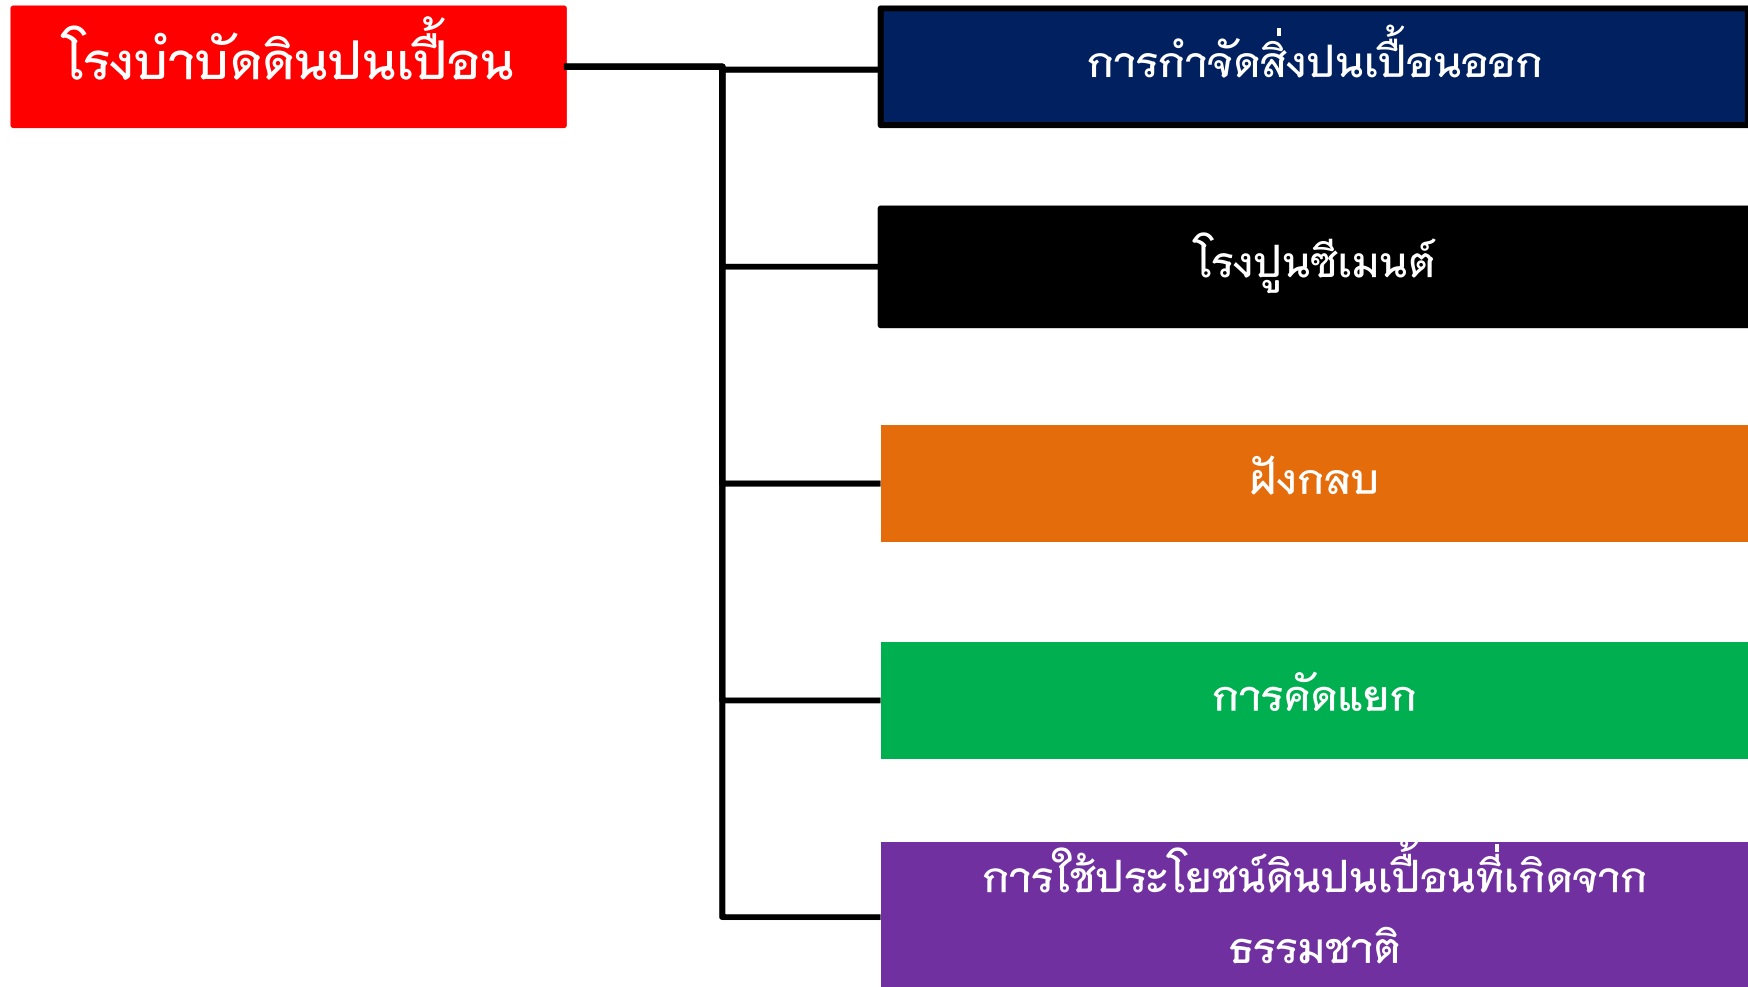 โรงบำบัดดินปนเปื้อน
การกำจัดสิ่งปนเปื้อนออก
โรงปูนซีเมนต์
ฝังกลบ
การคัดแยก
การใช้ประโยชน์ดินปนเปื้อนที่เกิดจาก
ธรรมชาติ